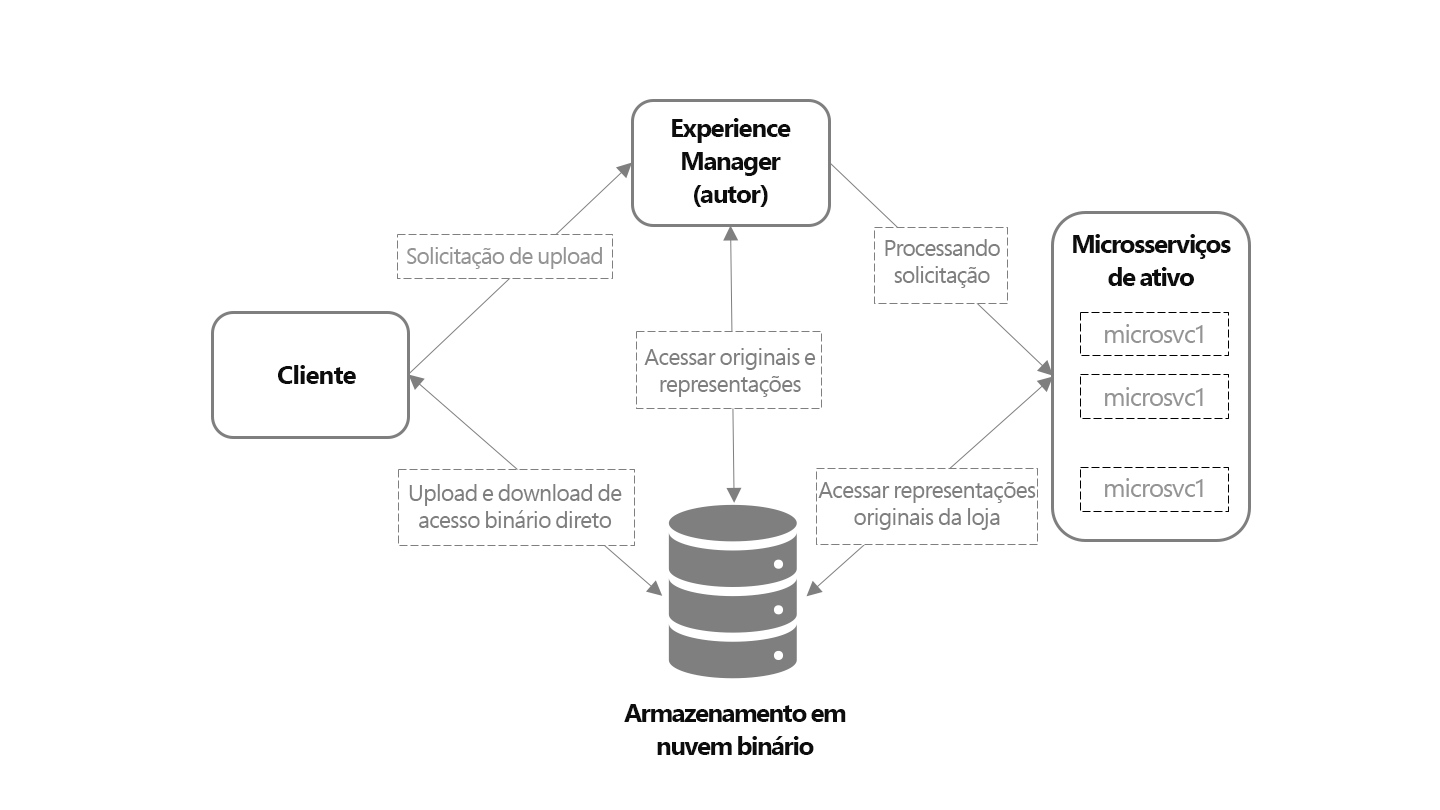 Experience
Manager
(autor)
Solicitação de upload
Processando
solicitação
Microsserviços
de ativo
microsvc1
microsvc1
microsvc1
Cliente
Acessar originais e
representações
Upload e download de
acesso binário direto
Acessar representações
originais da loja
Armazenamento em
nuvem binário